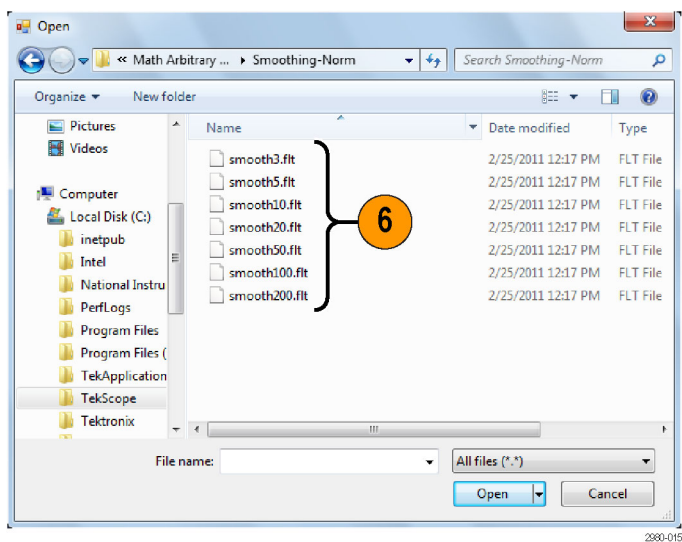 Open
« Math Arbitrary ... Smoothing-Norm Search Smoothing-Norm
Organize New folder
Pictures
Videos
Computer
Local Disk (C:)
inetpub
Intel
National Instru
PerfLogs
Program Files
Program Files (
TekApplication
TekScope
Tektronix
Name Date modified Type
smooth3.flt 2/25/2011 12:17 PM FLT File
smooth5.flt 2/25/2011 12:17 PM FLT File
smooth10.flt 2/25/2011 12:17 PM FLT File
smooth20.flt 2/25/2011 12:17 PM FLT File
smooth50.flt 2/25/2011 12:17 PM FLT File
smooth100.flt 2/25/2011 12:17 PM FLT File
smooth200.flt 2/25/2011 12:17 PM FLT File
6
File name: All files (*.*)
Open Cancel
2980-015